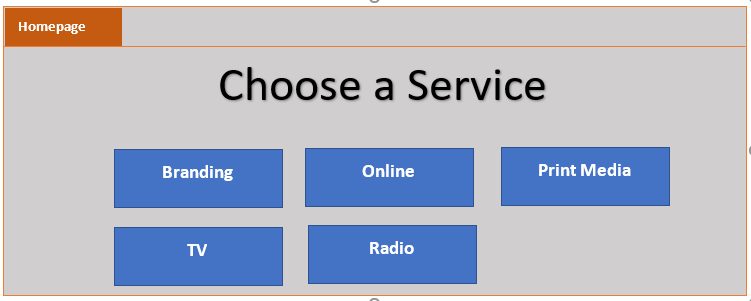 Homepage
Choose a Service
Branding
Online
Print Media
TV
Radio